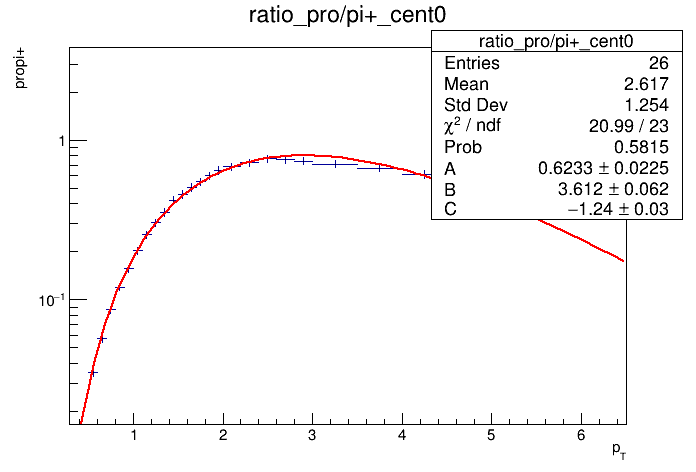 ratio_pro/pi+_cent0
propi+
ratio_pro/pi+_cent0
Entries 26
Mean 2.617
Std Dev 1.254
χ² / ndf 20.99 / 23
Prob 0.5815
A 0.6233 ± 0.0225
B 3.612 ± 0.062
C −1.24 ± 0.03
1
10⁻¹
1 2 3 4 5 6
p_T